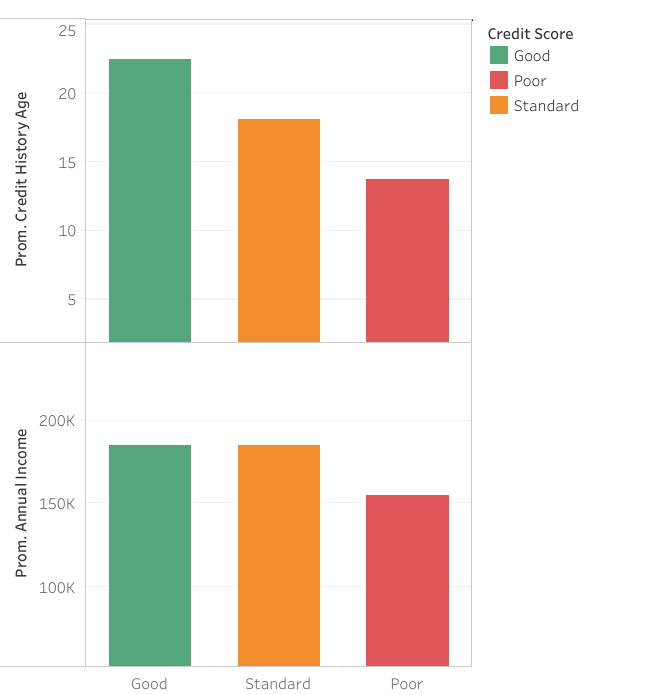 Credit Score
Good
Poor
Standard
Prom. Credit History Age
25
20
15
10
5
Prom. Annual Income
200K
150K
100K
Good
Standard
Poor